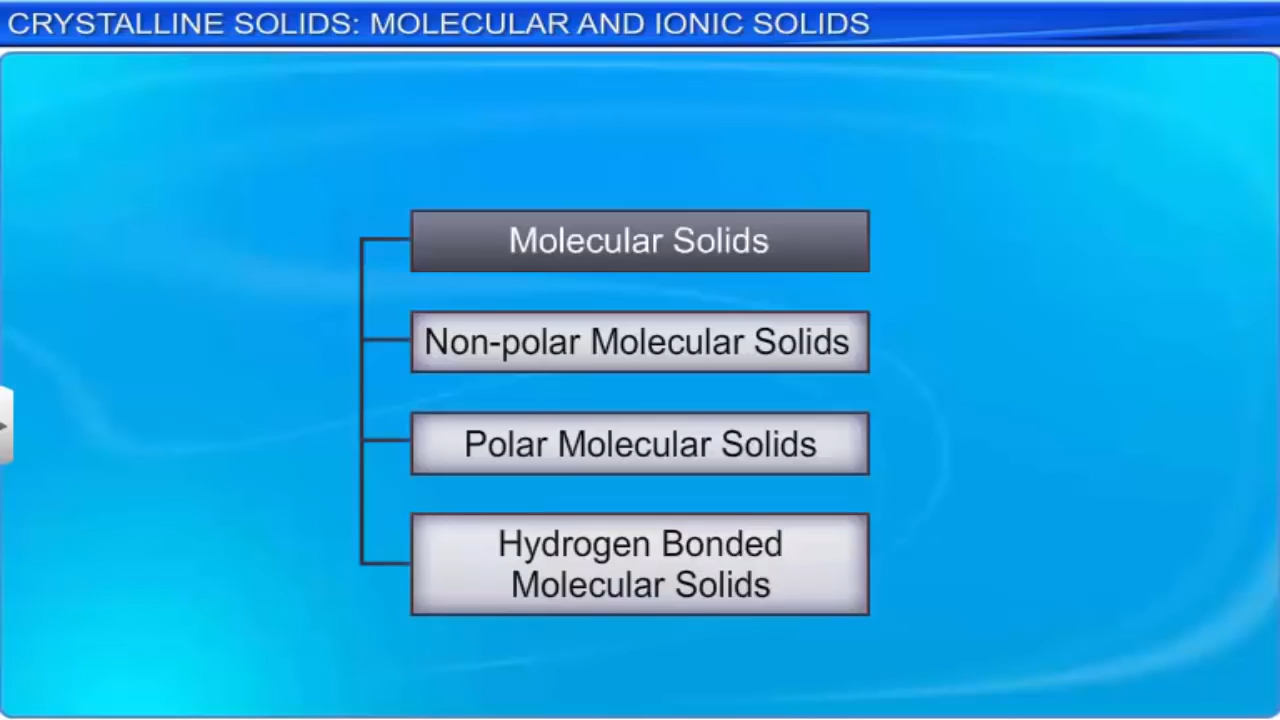 CRYSTALLINE SOLIDS: MOLECULAR AND IONIC SOLIDS
Molecular Solids
Non-polar Molecular Solids
Polar Molecular Solids
Hydrogen Bonded
Molecular Solids